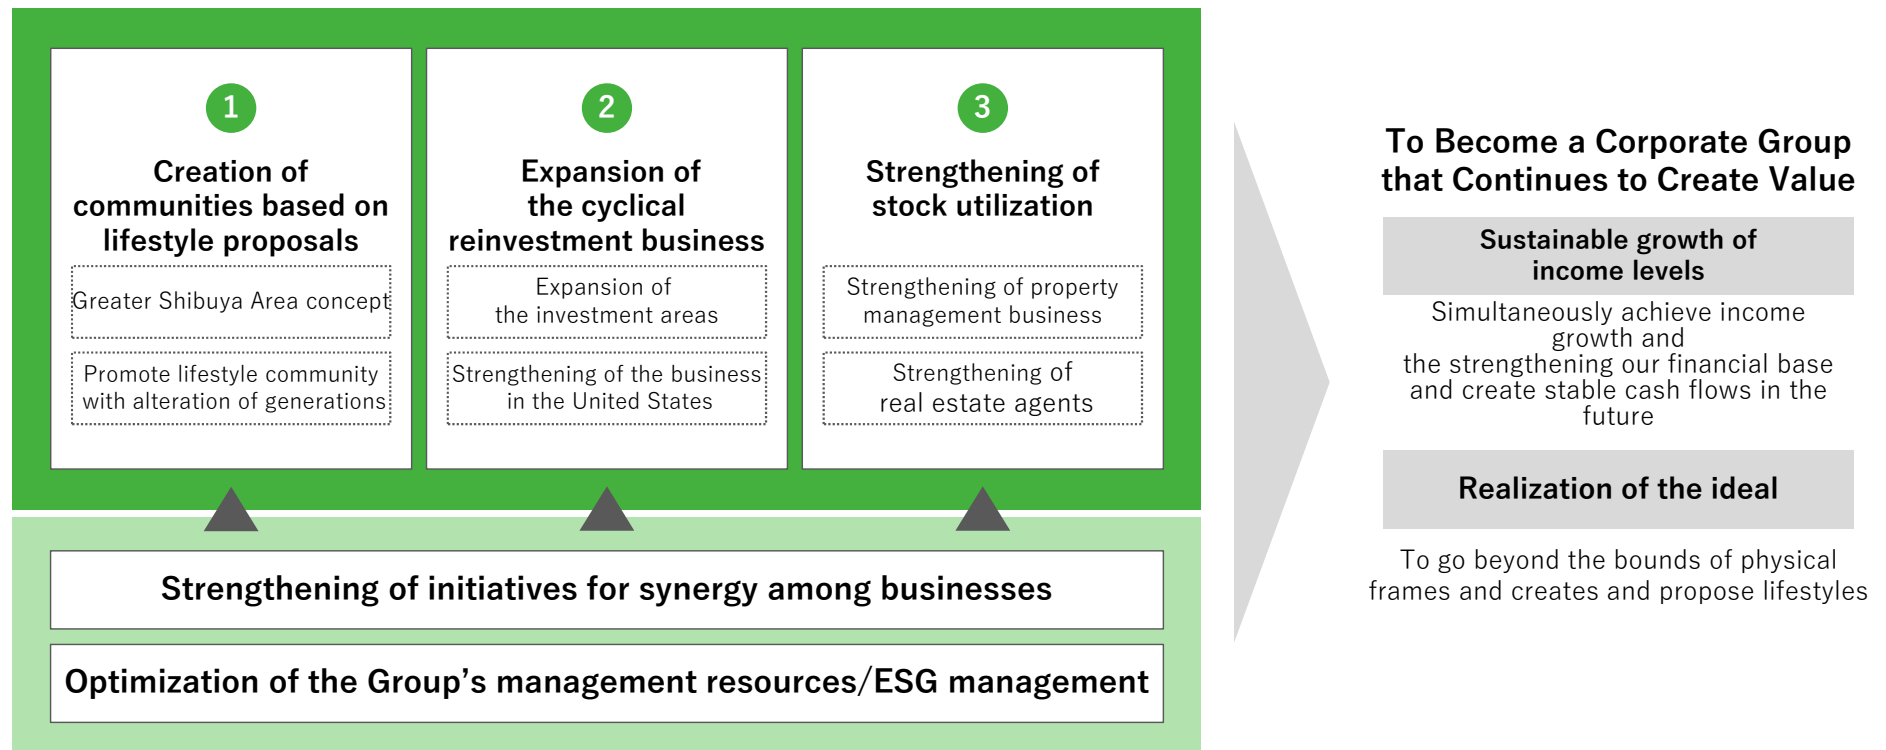 1
Creation of
communities based on
lifestyle proposals
Greater Shibuya Area concept
Promote lifestyle community
with alteration of generations
2
Expansion of
the cyclical
reinvestment business
Expansion of
the investment areas
Strengthening of the business
in the United States
3
Strengthening of
stock utilization
Strengthening of property
management business
Strengthening of
real estate agents
Strengthening of initiatives for synergy among businesses
Optimization of the Group’s management resources/ESG management
To Become a Corporate Group
that Continues to Create Value
Sustainable growth of
income levels
Simultaneously achieve income
growth and
the strengthening our financial base
and create stable cash flows in the
future
Realization of the ideal
To go beyond the bounds of physical
frames and creates and propose lifestyles